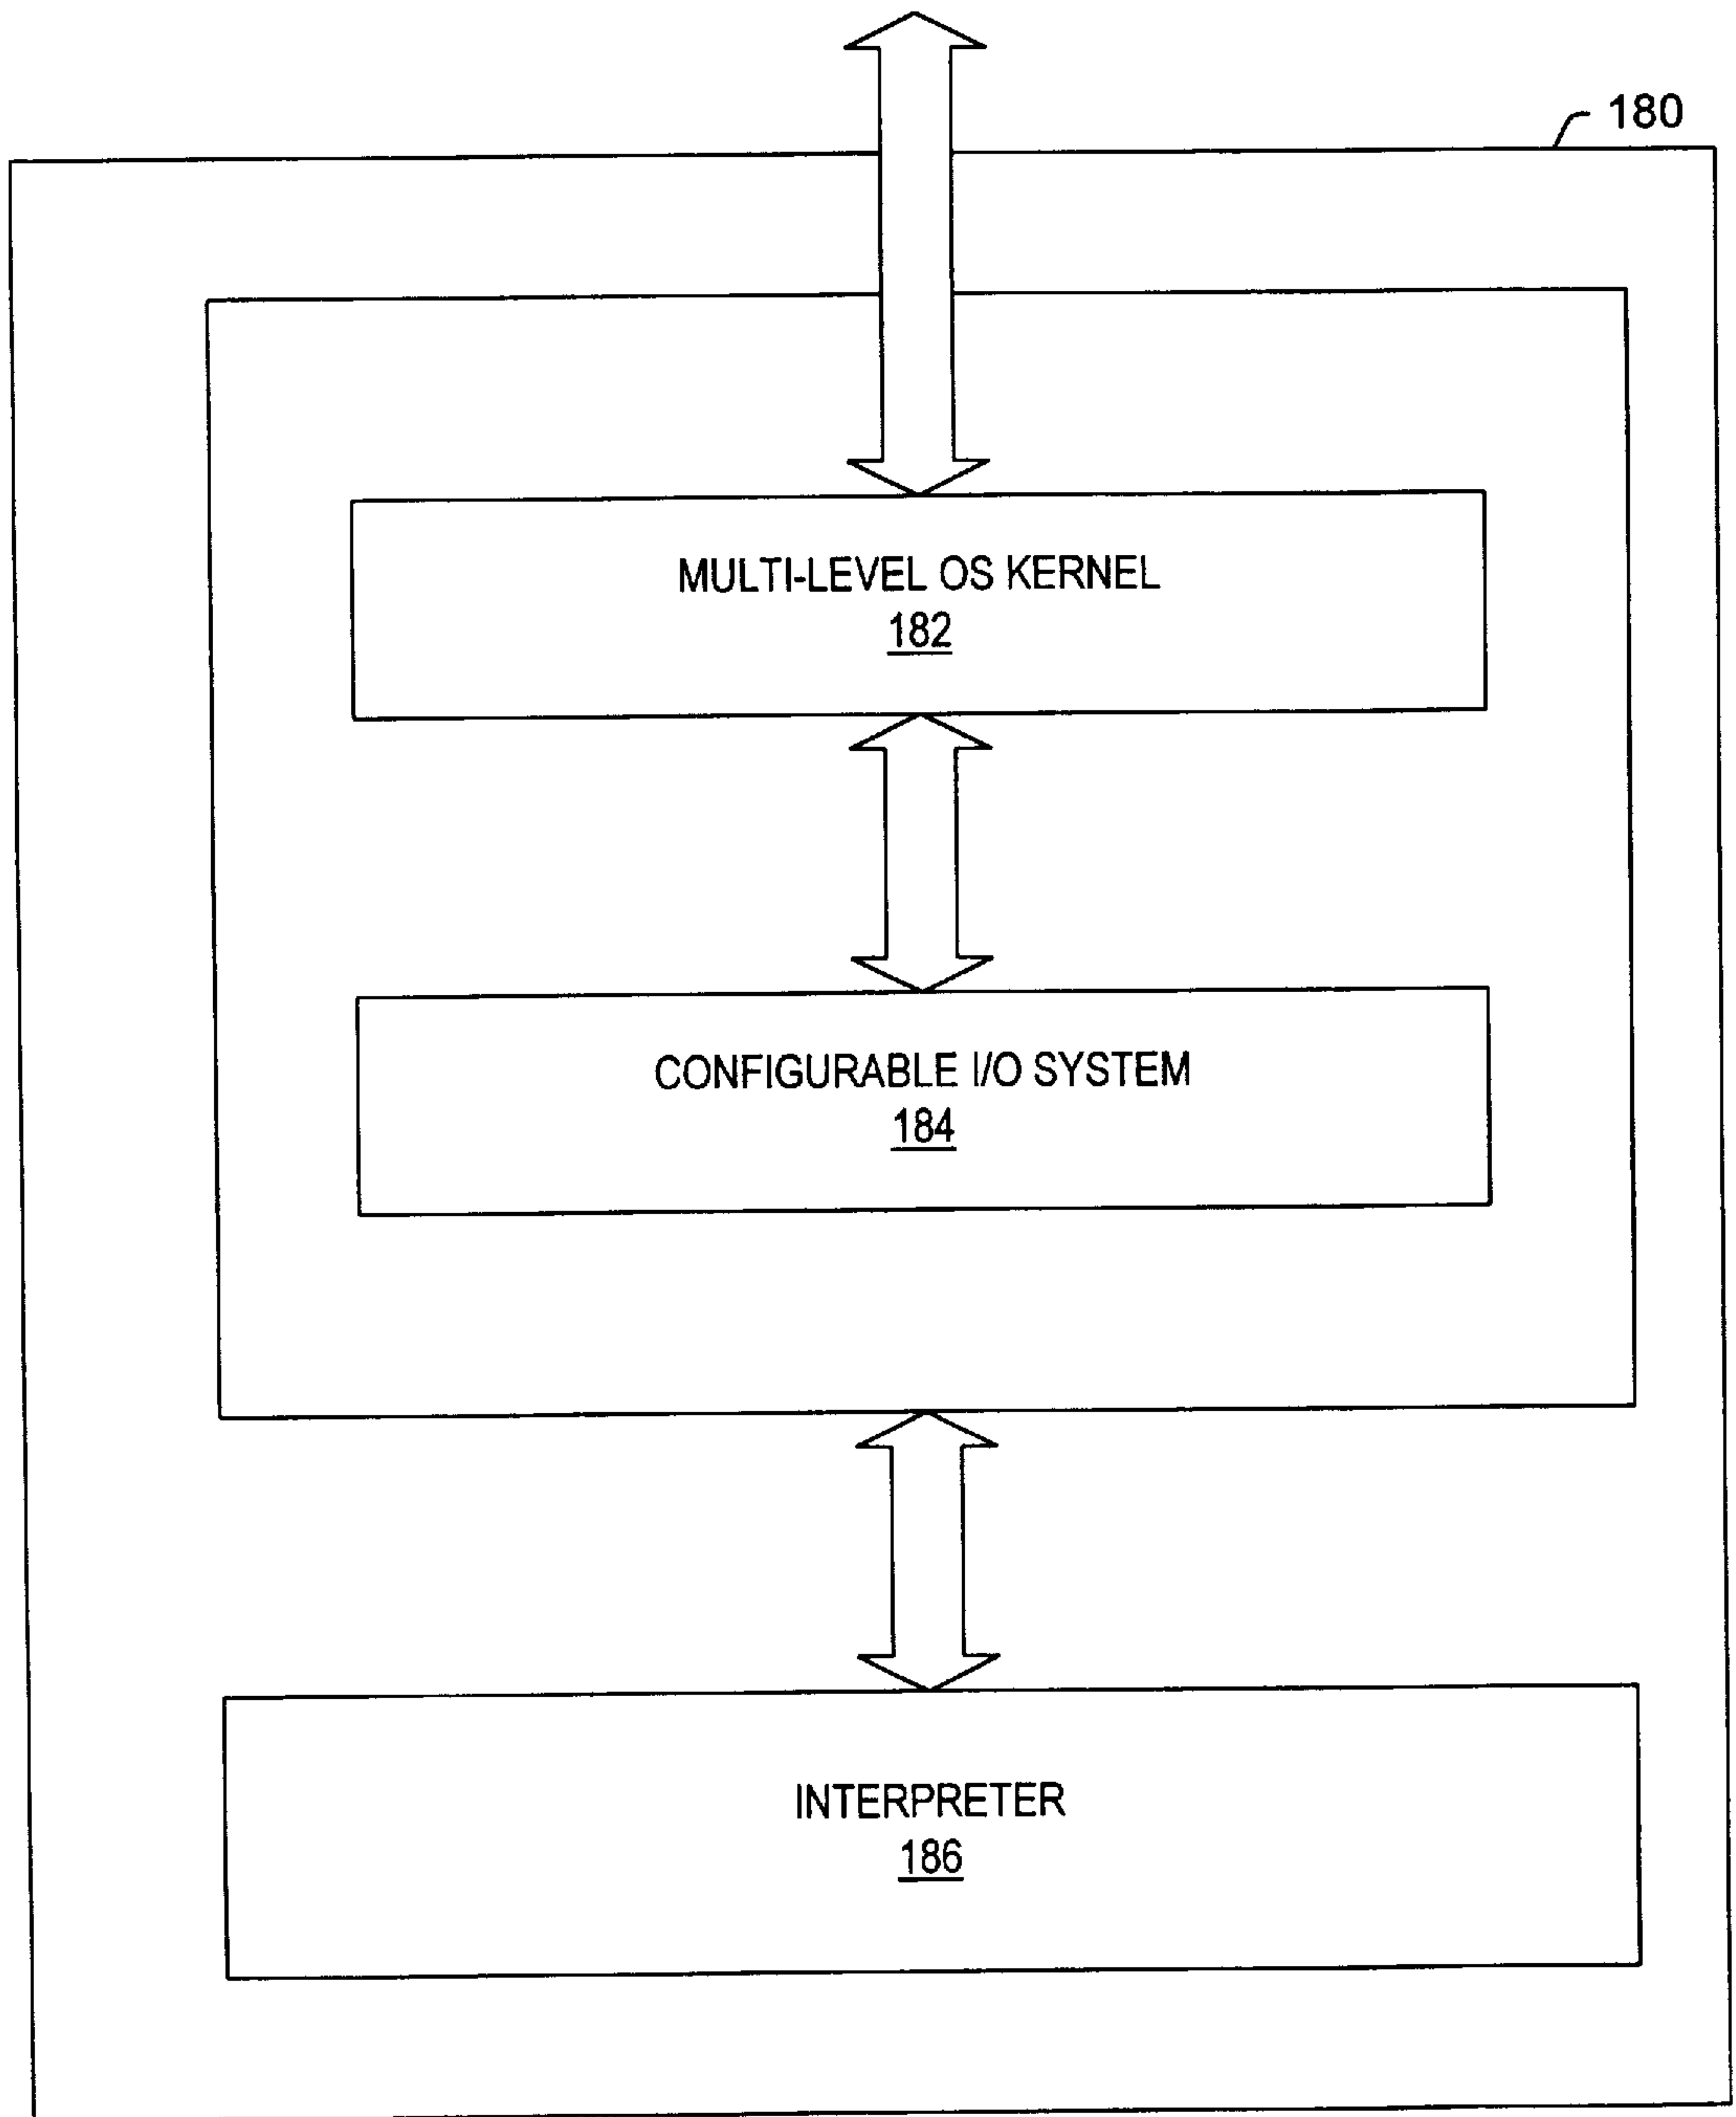 180
MULTI-LEVEL OS KERNEL
182
CONFIGURABLE I/O SYSTEM
184
INTERPRETER
186